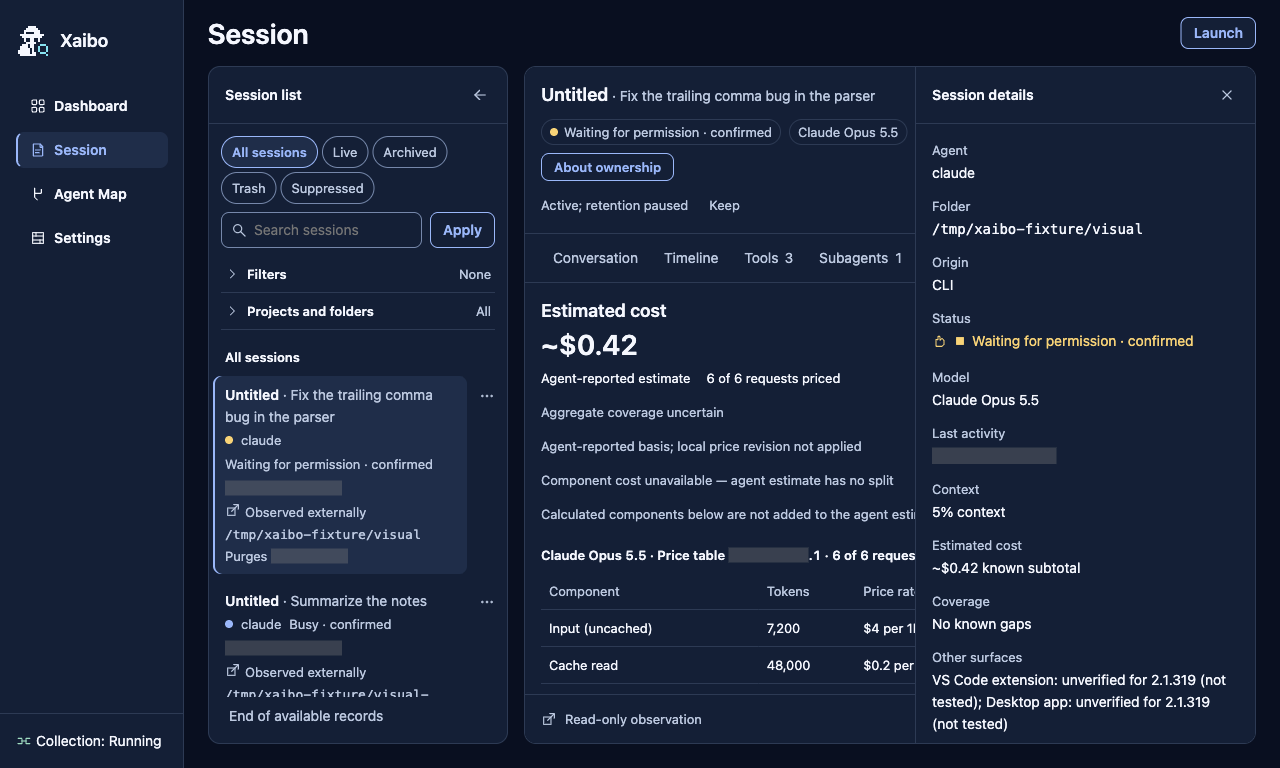 Xaibo
Dashboard
Session
Agent Map
Settings
Collection: Running
Session
Launch
Session list
All sessions
Live
Archived
Trash
Suppressed
Search sessions
Apply
Filters
None
Projects and folders
All
All sessions
Untitled · Fix the trailing comma
bug in the parser
claude
Waiting for permission · confirmed
Observed externally
/tmp/xaibo-fixture/visual
Purges
Untitled · Summarize the notes
claude Busy · confirmed
Observed externally
/tmp/xaibo-fixture/visual-
End of available records
Untitled · Fix the trailing comma bug in the parser
Waiting for permission · confirmed
Claude Opus 5.5
About ownership
Active; retention paused
Keep
Conversation
Timeline
Tools 3
Subagents 1
Estimated cost
~$0.42
Agent-reported estimate 6 of 6 requests priced
Aggregate coverage uncertain
Agent-reported basis; local price revision not applied
Component cost unavailable — agent estimate has no split
Calculated components below are not added to the agent esti
Claude Opus 5.5 · Price table .1 · 6 of 6 reques
Component Tokens Price rat
Input (uncached) 7,200 $4 per 1
Cache read 48,000 $0.2 per
Read-only observation
Session details
Agent
claude
Folder
/tmp/xaibo-fixture/visual
Origin
CLI
Status
Waiting for permission · confirmed
Model
Claude Opus 5.5
Last activity
Context
5% context
Estimated cost
~$0.42 known subtotal
Coverage
No known gaps
Other surfaces
VS Code extension: unverified for 2.1.319 (not
tested); Desktop app: unverified for 2.1.319
(not tested)